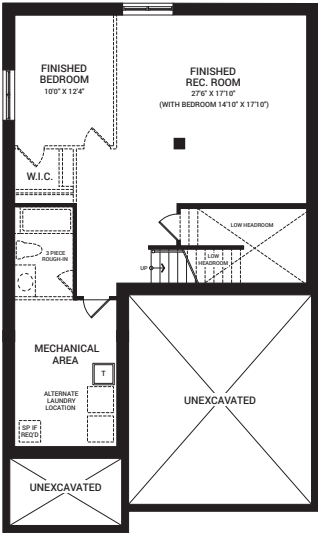 FINISHED
BEDROOM
10'0" X 12'4"
FINISHED
REC. ROOM
27'6" X 17'10"
(WITH BEDROOM 14'10" X 17'10")
W.I.C.
LOW HEADROOM
3 PIECE
ROUGH-IN
UP
LOW
HEADROOM
MECHANICAL
AREA
T
ALTERNATE
LAUNDRY
LOCATION
SP IF
REQ'D
UNEXCAVATED
UNEXCAVATED